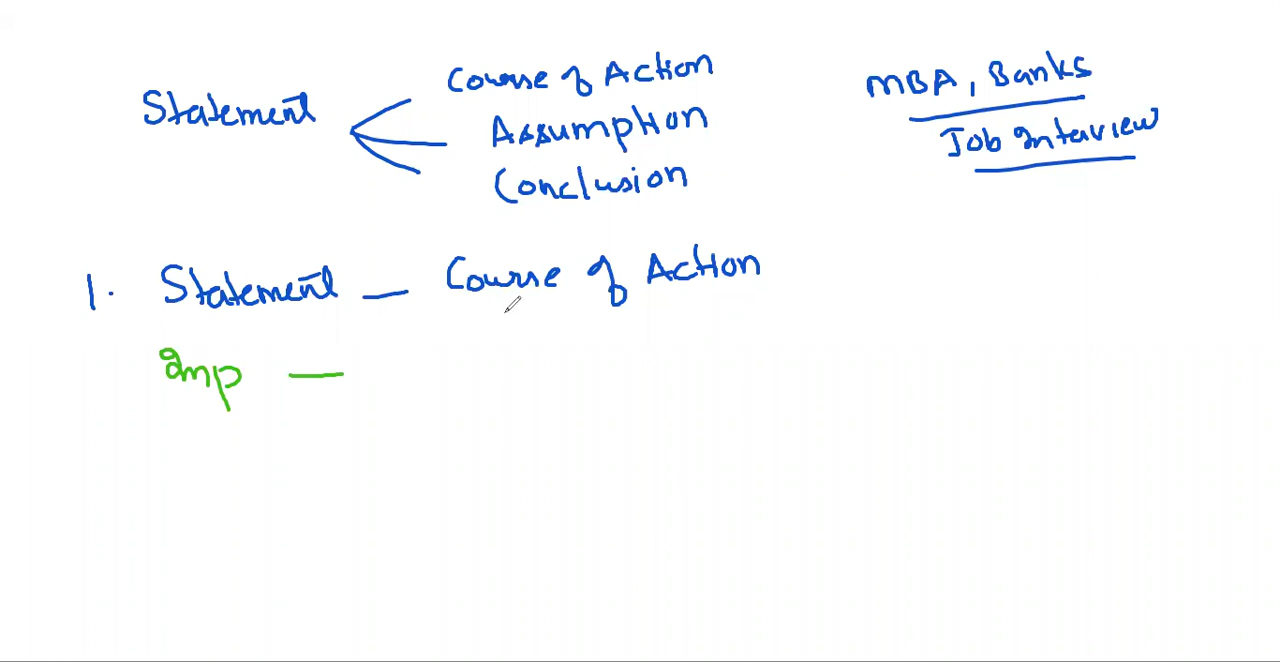 Statement
Course of Action
Assumption
Conclusion
MBA, Banks
Job Interview
1. Statement — Course of Action
Imp —